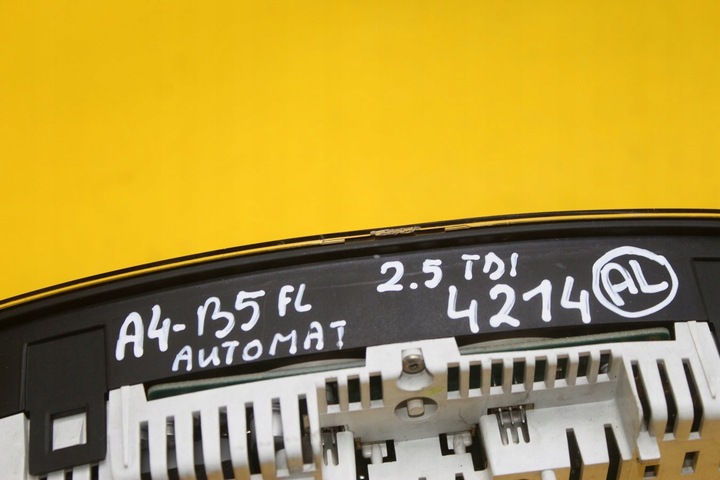 A4-B5 FL
AUTOMAT
2.5 TDI
4214 AL